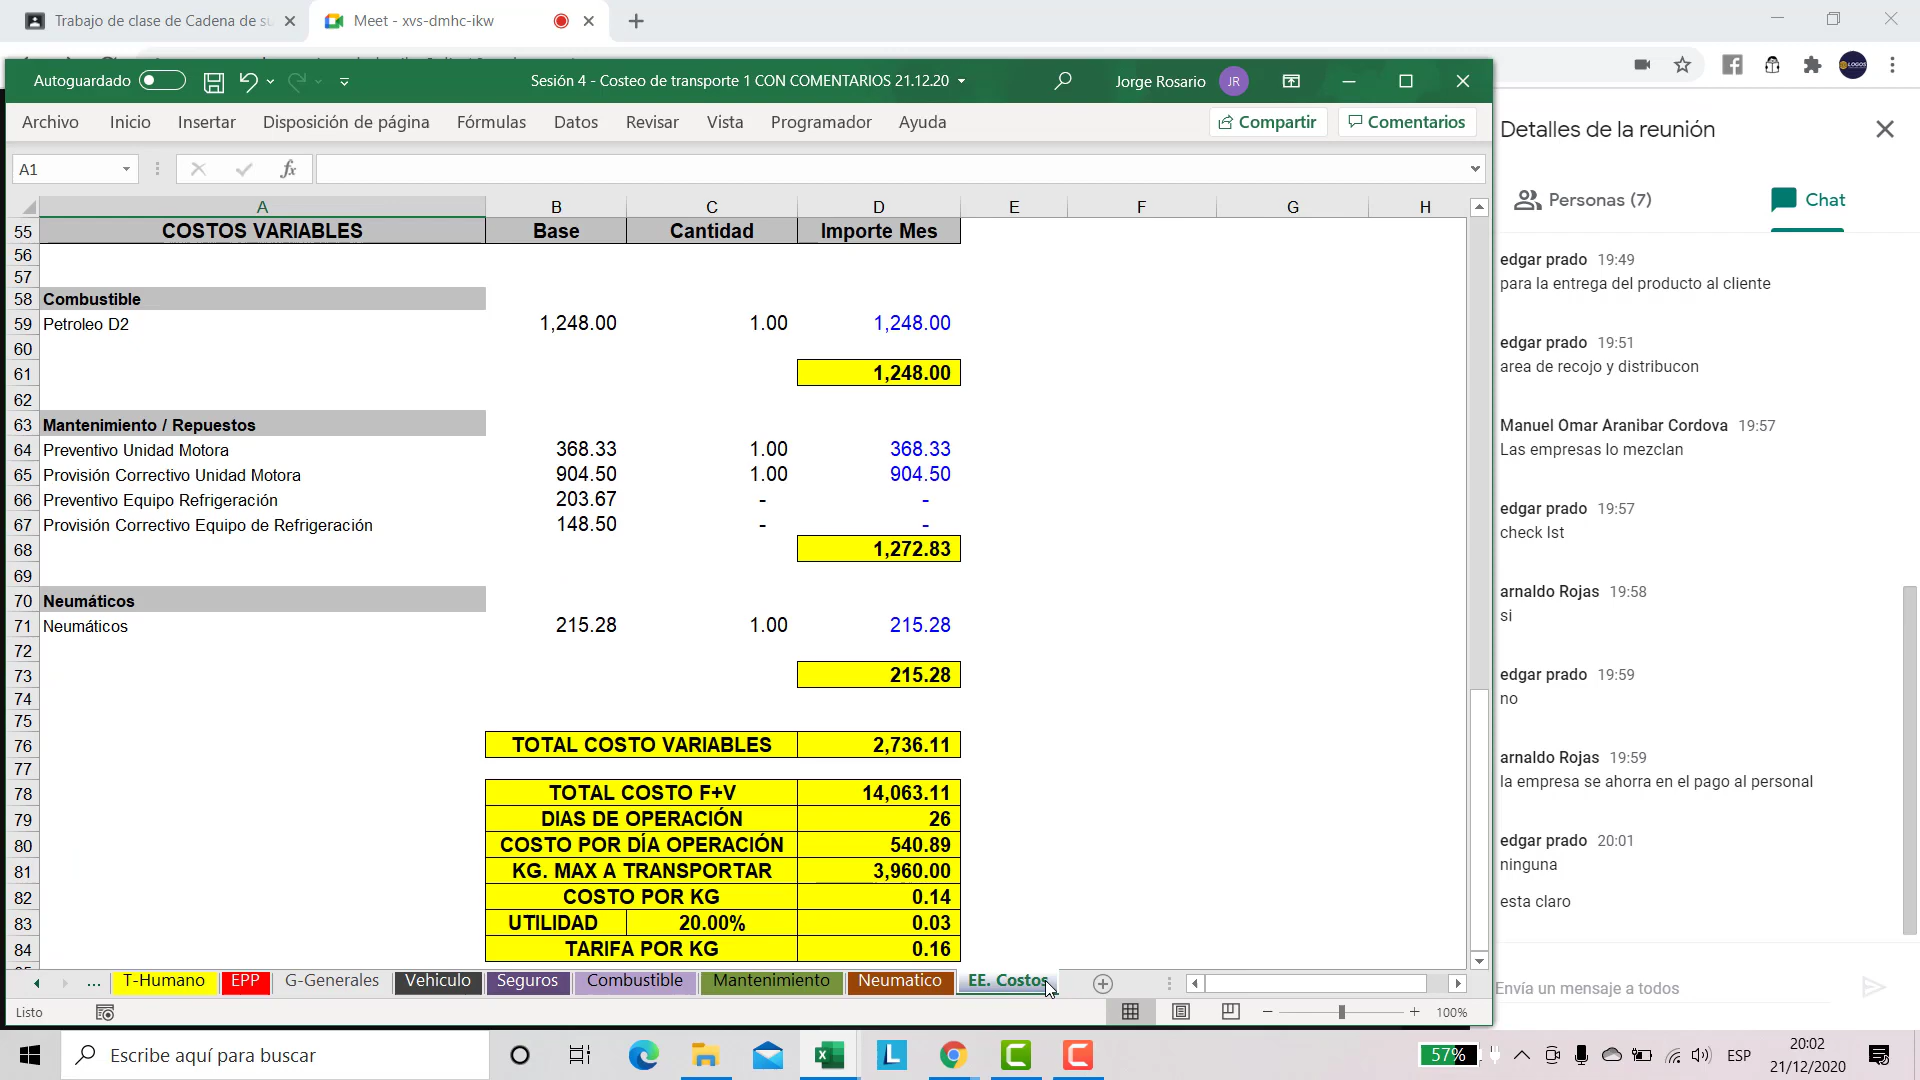 Trabajo de clase de Cadena de su
Meet - xvs-dmhc-ikw
Autoguardado
Sesión 4 - Costeo de transporte 1 CON COMENTARIOS 21.12.20
Jorge Rosario
JR
Archivo Inicio Insertar Disposición de página Fórmulas Datos Revisar Vista Programador Ayuda
Compartir
Comentarios
A1
fx
A B C D E F G H
55 COSTOS VARIABLES Base Cantidad Importe Mes
56
57
58 Combustible
59 Petroleo D2 1,248.00 1.00 1,248.00
60
61 1,248.00
62
63 Mantenimiento / Repuestos
64 Preventivo Unidad Motora 368.33 1.00 368.33
65 Provisión Correctivo Unidad Motora 904.50 1.00 904.50
66 Preventivo Equipo Refrigeración 203.67 - -
67 Provisión Correctivo Equipo de Refrigeración 148.50 - -
68 1,272.83
69
70 Neumáticos
71 Neumáticos 215.28 1.00 215.28
72
73 215.28
74
75
76 TOTAL COSTO VARIABLES 2,736.11
77
78 TOTAL COSTO F+V 14,063.11
79 DIAS DE OPERACIÓN 26
80 COSTO POR DÍA OPERACIÓN 540.89
81 KG. MAX A TRANSPORTAR 3,960.00
82 COSTO POR KG 0.14
83 UTILIDAD 20.00% 0.03
84 TARIFA POR KG 0.16
... T-Humano EPP G-Generales Vehiculo Seguros Combustible Mantenimiento Neumatico EE. Costos
Listo
100%
Detalles de la reunión
Personas (7)
Chat
edgar prado 19:49
para la entrega del producto al cliente
edgar prado 19:51
area de recojo y distribucon
Manuel Omar Aranibar Cordova 19:57
Las empresas lo mezclan
edgar prado 19:57
check lst
arnaldo Rojas 19:58
si
edgar prado 19:59
no
arnaldo Rojas 19:59
la empresa se ahorra en el pago al personal
edgar prado 20:01
ninguna
esta claro
Envía un mensaje a todos
Escribe aquí para buscar
57%
ESP
20:02
21/12/2020